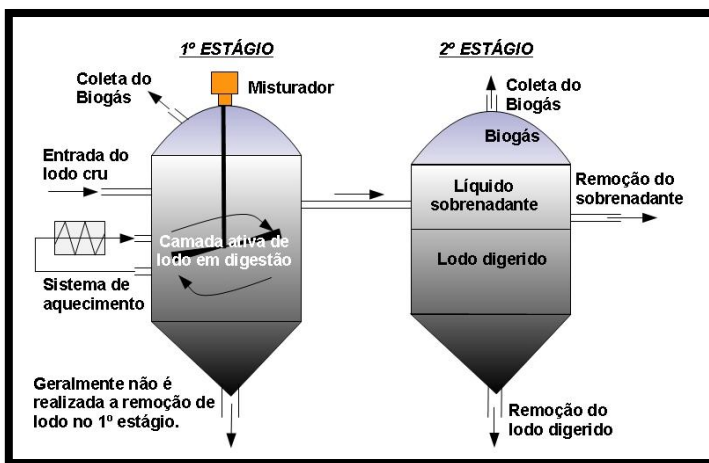 1º ESTÁGIO
2º ESTÁGIO
Coleta do
Biogás
Misturador
Coleta do
Biogás
Biogás
Entrada do
lodo cru
Líquido
sobrenadante
Remoção do
sobrenadante
Camada ativa de
lodo em digestão
Lodo digerido
Sistema de
aquecimento
Geralmente não é
realizada a remoção de
lodo no 1º estágio.
Remoção do
lodo digerido